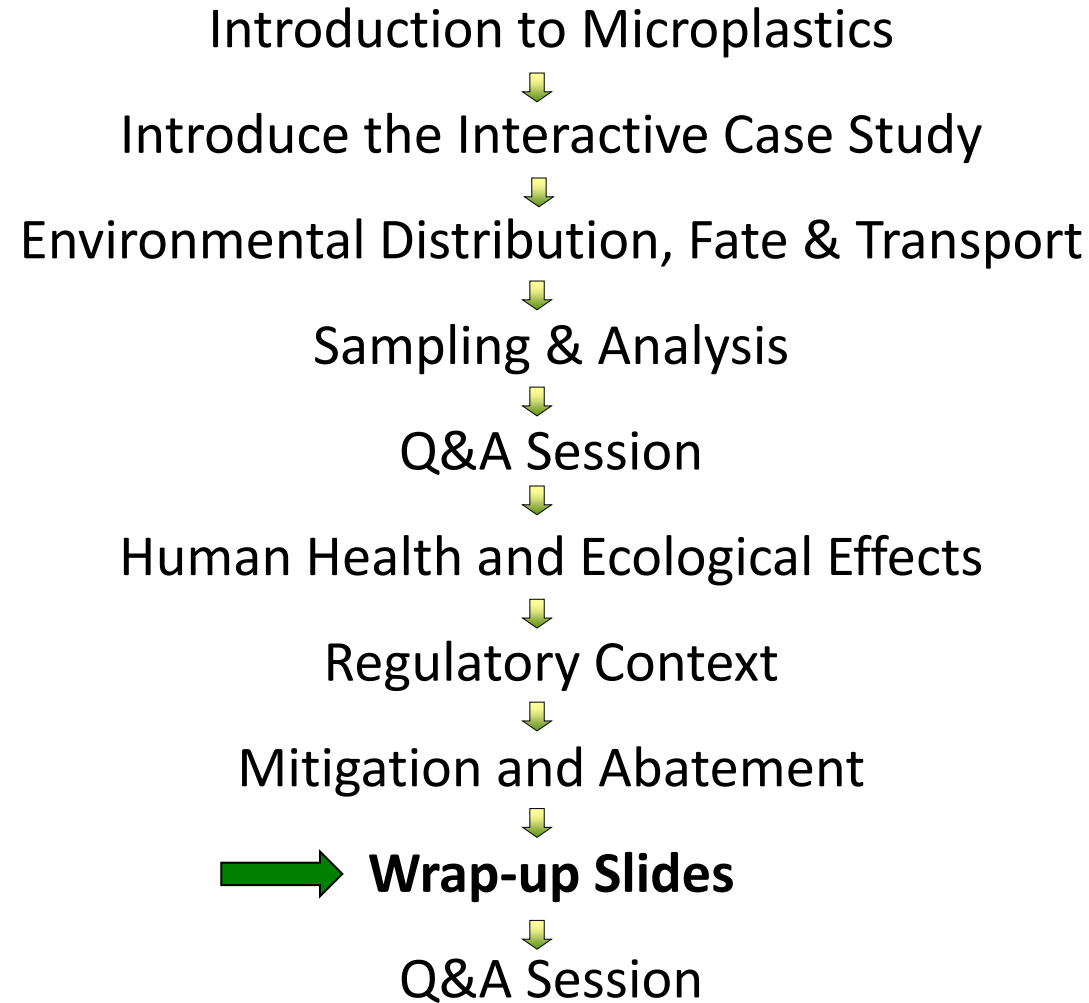 Introduction to Microplastics
Introduce the Interactive Case Study
Environmental Distribution, Fate & Transport
Sampling & Analysis
Q&A Session
Human Health and Ecological Effects
Regulatory Context
Mitigation and Abatement
Wrap-up Slides
Q&A Session